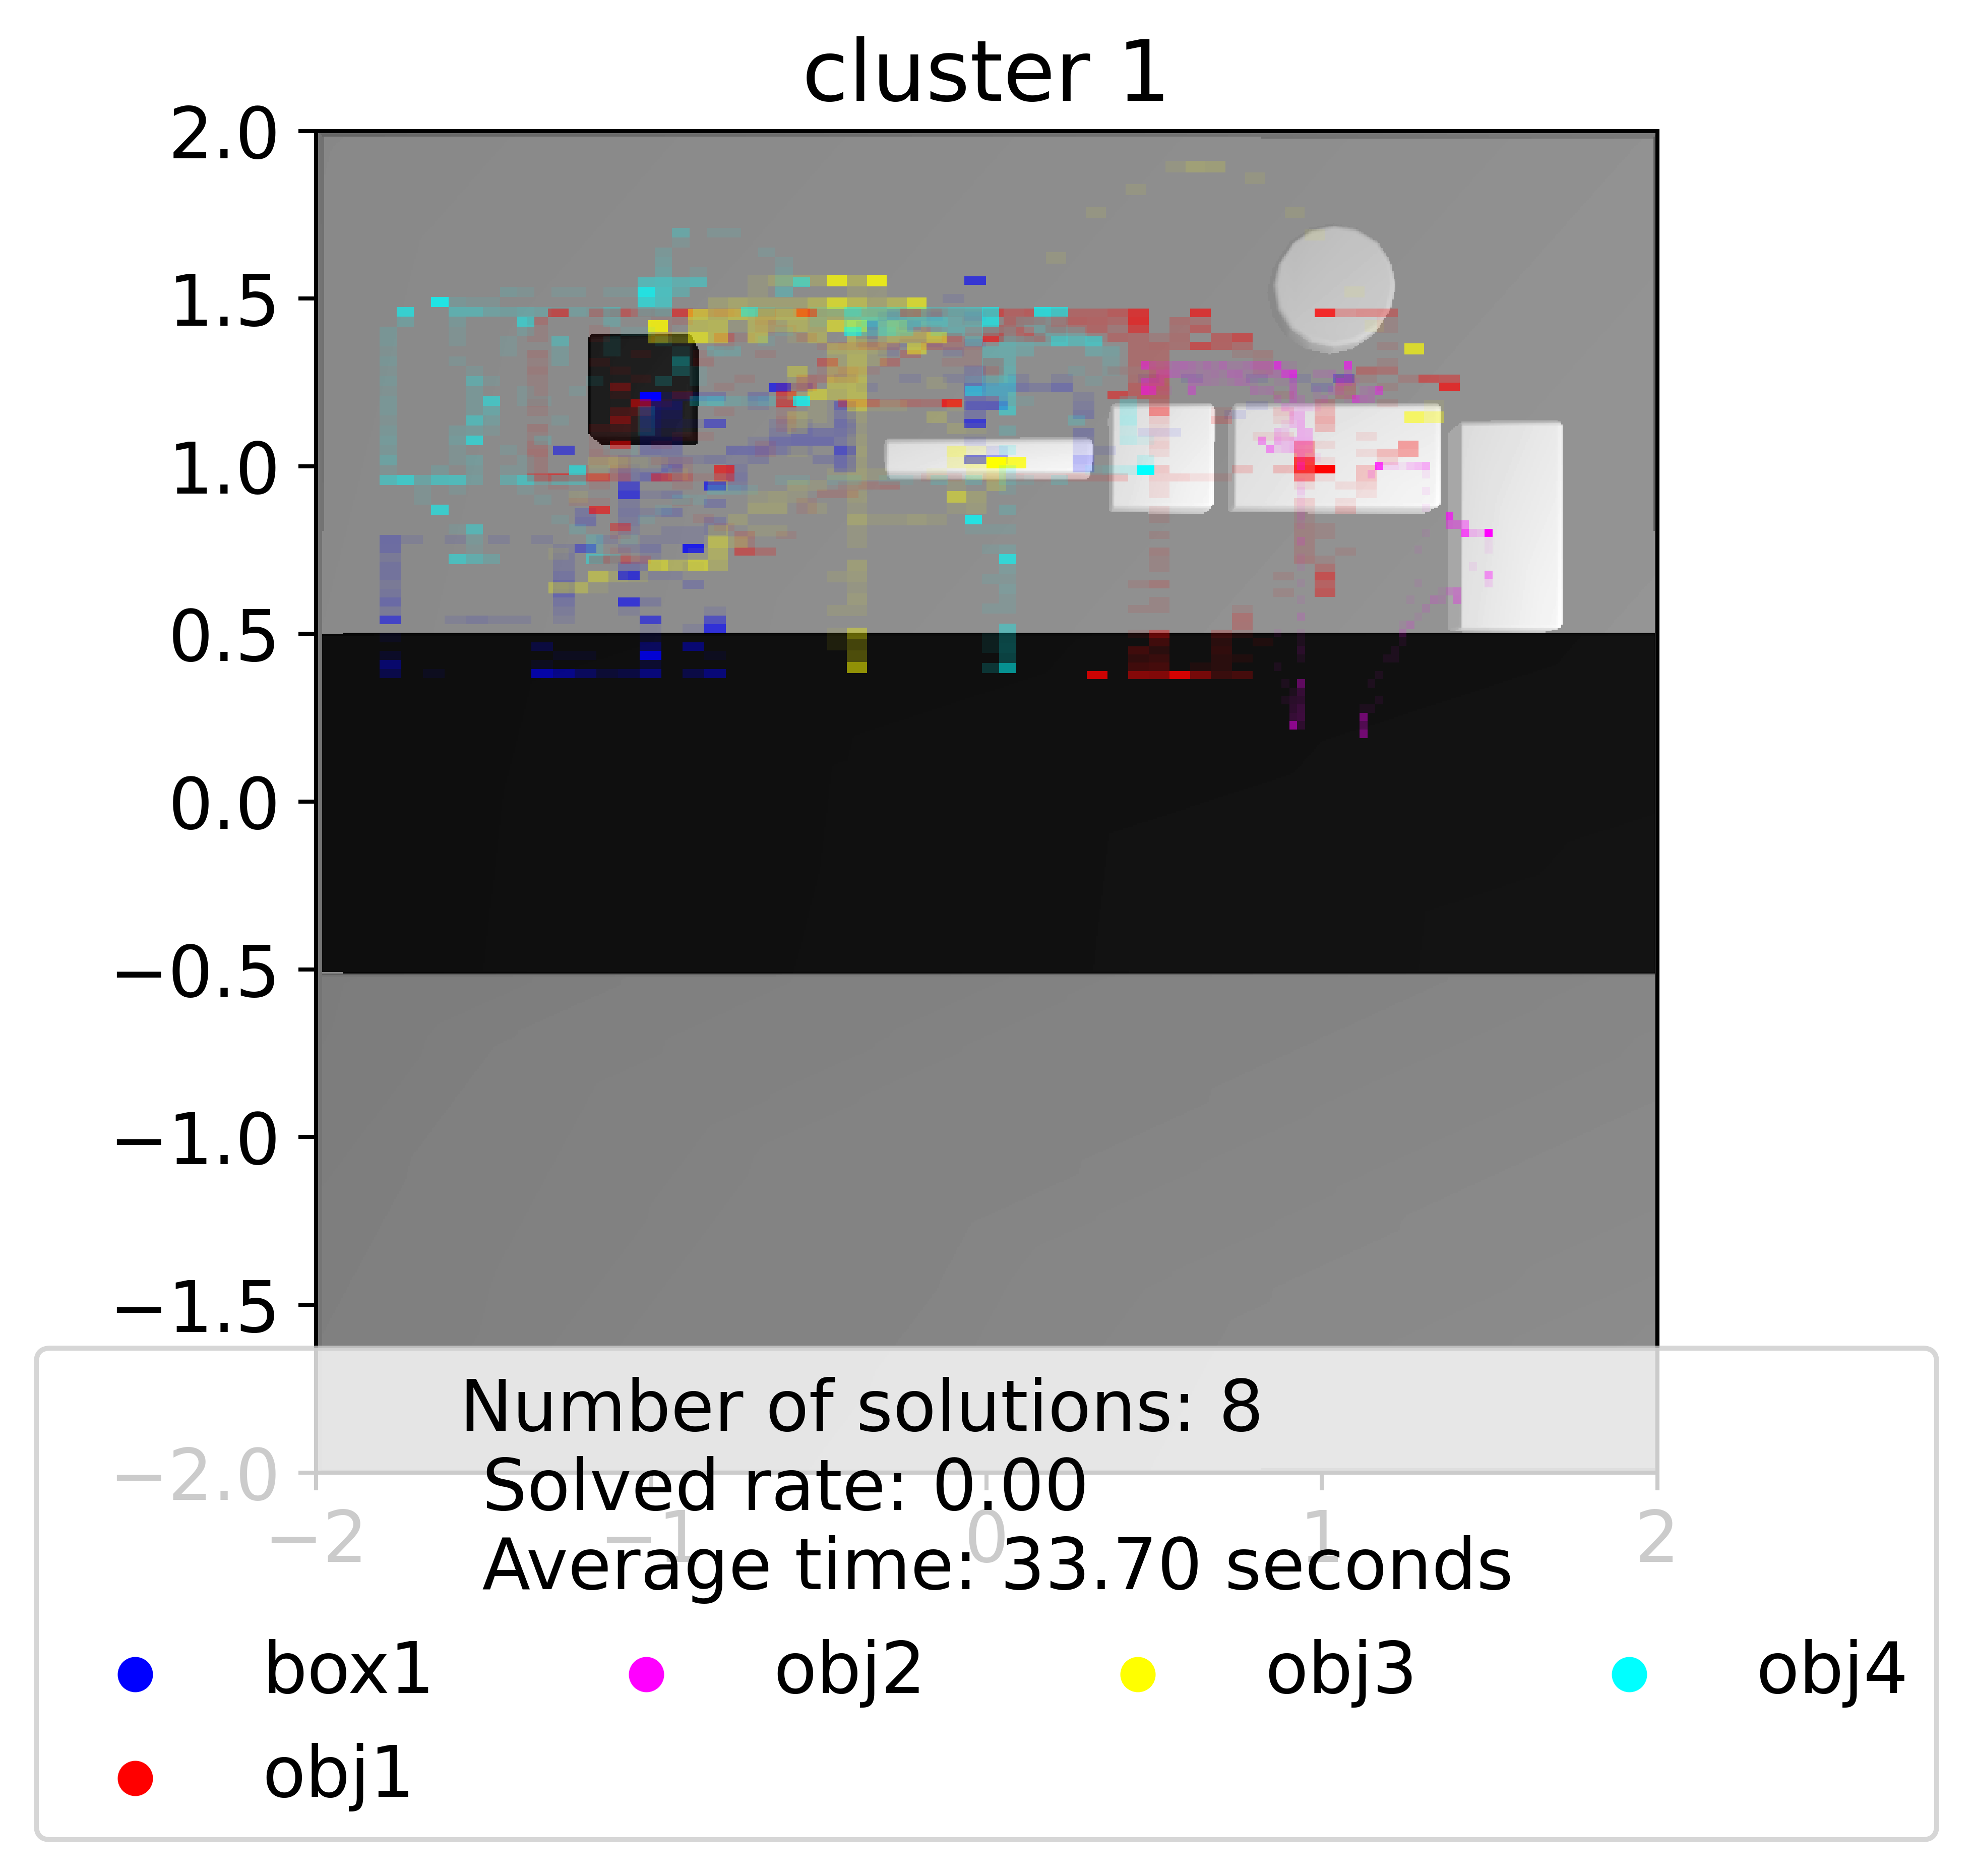 cluster 1
2.0
1.5
1.0
0.5
0.0
−0.5
−1.0
−1.5
−2.0
−2 −1 0 1 2
Number of solutions: 8
Solved rate: 0.00
Average time: 33.70 seconds
box1 obj2 obj3 obj4
obj1